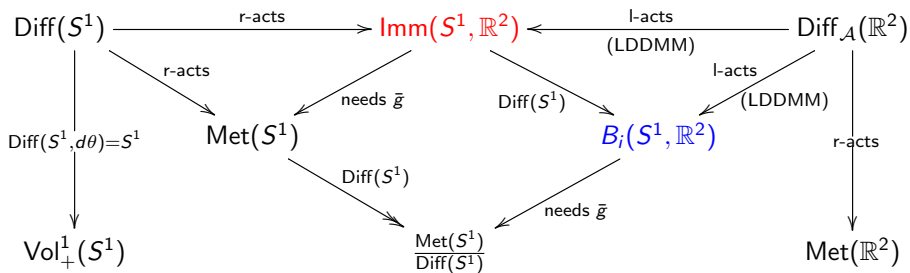 Diff(S¹) r-acts Imm(S¹, ℝ²) l-acts Diff_𝒜(ℝ²)
(LDDMM)
r-acts needs ḡ Diff(S¹) l-acts
(LDDMM)
Diff(S¹,dθ)=S¹ Met(S¹) B_i(S¹, ℝ²) r-acts
Diff(S¹) needs ḡ
Vol¹₊(S¹) Met(S¹) Met(ℝ²)
Diff(S¹)